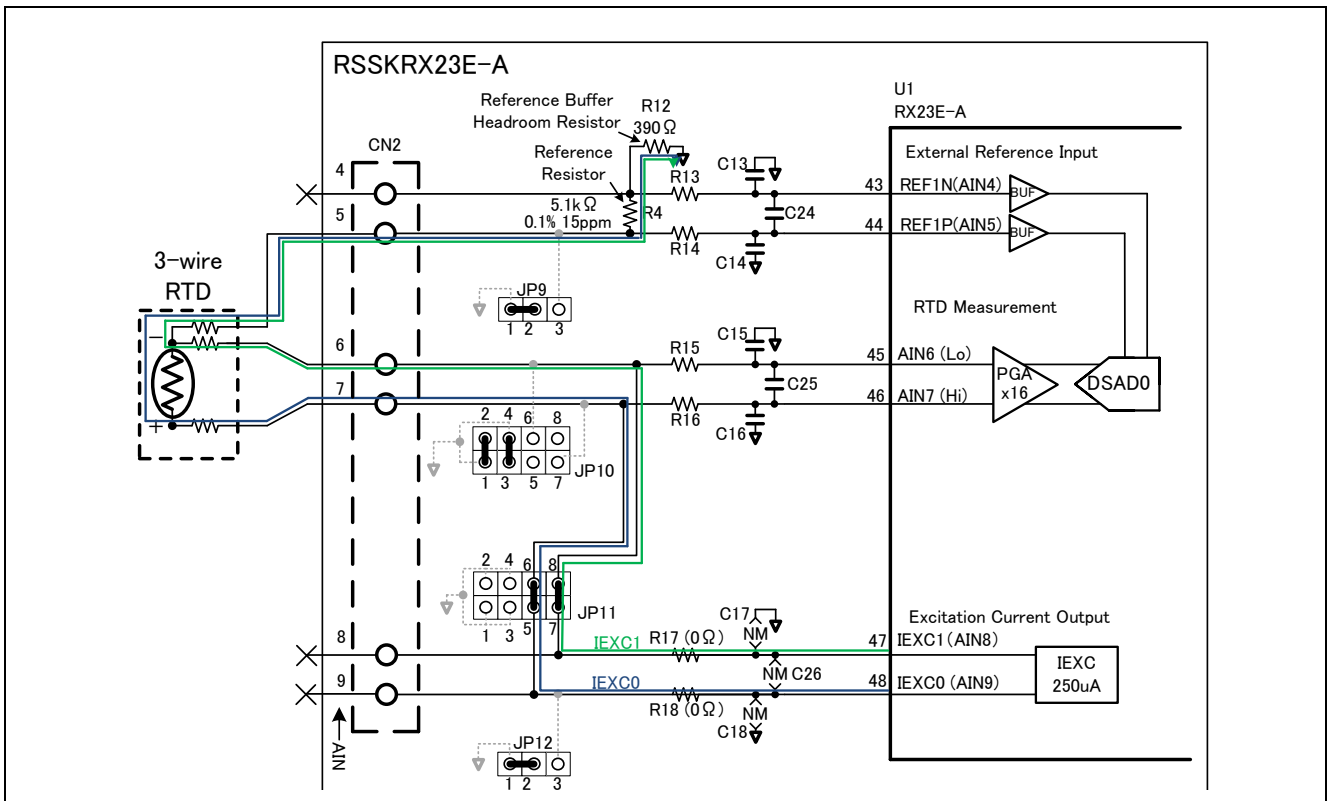 RSSKRX23E-A
U1
RX23E-A
Reference Buffer
Headroom Resistor
R12
390Ω
CN2
Reference
Resistor
C13
External Reference Input
4
R13
43
REF1N(AIN4)
BUF
5
5.1kΩ
0.1% 15ppm
R4
C24
44
REF1P(AIN5)
BUF
R14
C14
3-wire
RTD
JP9
1 2 3
RTD Measurement
−
6
R15
C15
45
AIN6 (Lo)
PGA
x16
DSAD0
C25
7
46
AIN7 (Hi)
R16
C16
+
2 4 6 8
JP10
1 3 5 7
2 4 6 8
JP11
1 3 5 7
C17
Excitation Current Output
8
IEXC1
R17 (0Ω)
NM
47
IEXC1(AIN8)
NM C26
IEXC
250uA
9
IEXC0
48
IEXC0 (AIN9)
R18 (0Ω)
NM
C18
AIN
JP12
1 2 3